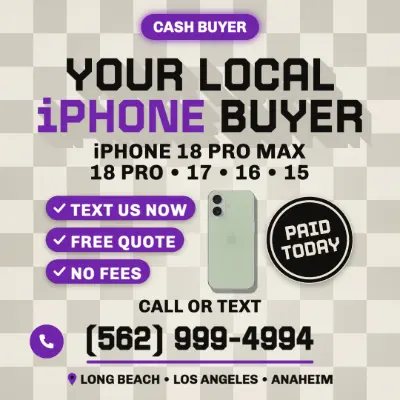 CASH BUYER
YOUR LOCAL
iPHONE BUYER
iPHONE 18 PRO MAX
18 PRO • 17 • 16 • 15
TEXT US NOW
FREE QUOTE
NO FEES
PAID
TODAY
CALL OR TEXT
(562) 999-4994
LONG BEACH • LOS ANGELES • ANAHEIM